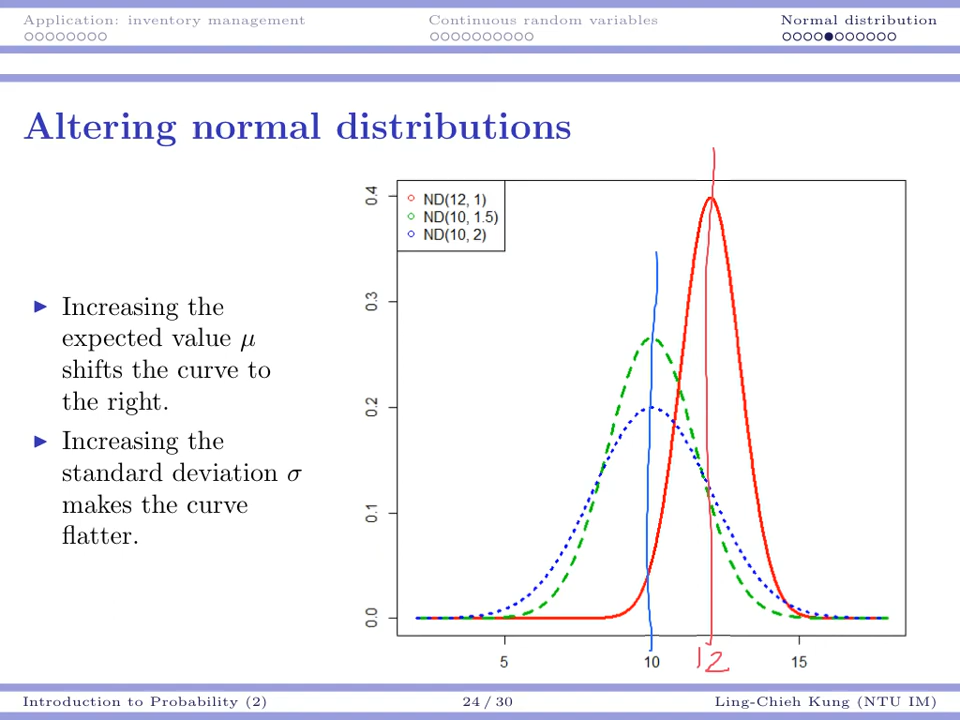 Application: inventory management
Continuous random variables
Normal distribution
Altering normal distributions
▶ Increasing the
expected value μ
shifts the curve to
the right.
▶ Increasing the
standard deviation σ
makes the curve
flatter.
ND(12, 1)
ND(10, 1.5)
ND(10, 2)
0.4
0.3
0.2
0.1
0.0
5
10
12
15
Introduction to Probability (2)
24 / 30
Ling-Chieh Kung (NTU IM)